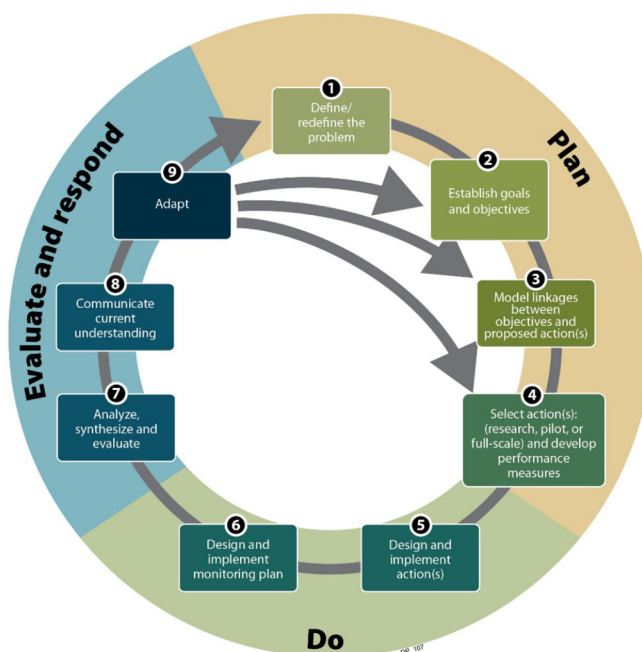 1
Define/
redefine the
problem
2
Establish goals
and objectives
3
Model linkages
between
objectives and
proposed action(s)
4
Select action(s):
(research, pilot, or
full-scale) and develop
performance
measures
5
Design and
implement
action(s)
6
Design and
implement
monitoring plan
7
Analyze,
synthesize and
evaluate
8
Communicate
current
understanding
9
Adapt
Plan
Do
Evaluate and respond
DP_107